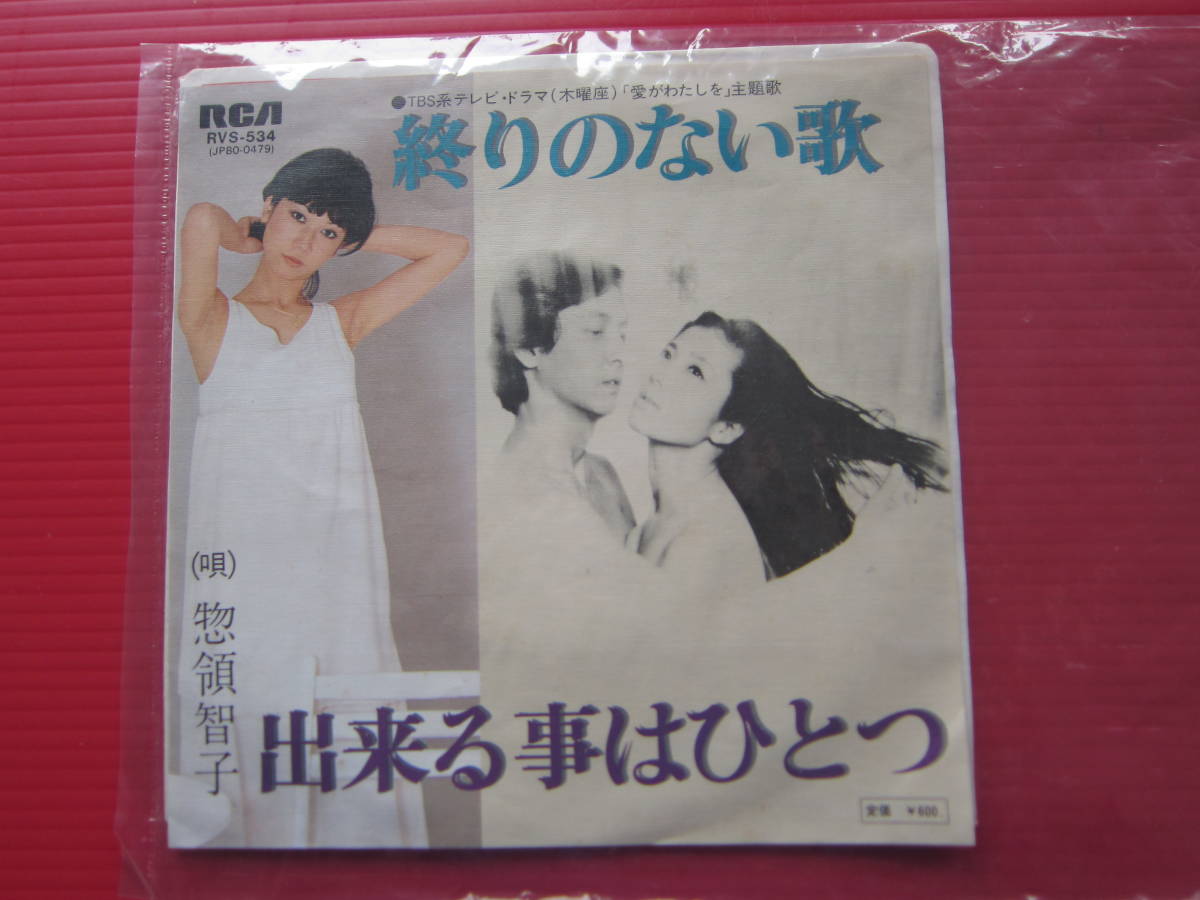 RCA
RVS-534
(JPBO-0479)
●TBS系テレビ・ドラマ(木曜座)「愛がわたしを」主題歌
終りのない歌
(唄)惣領智子
出来る事はひとつ
定価 ¥600